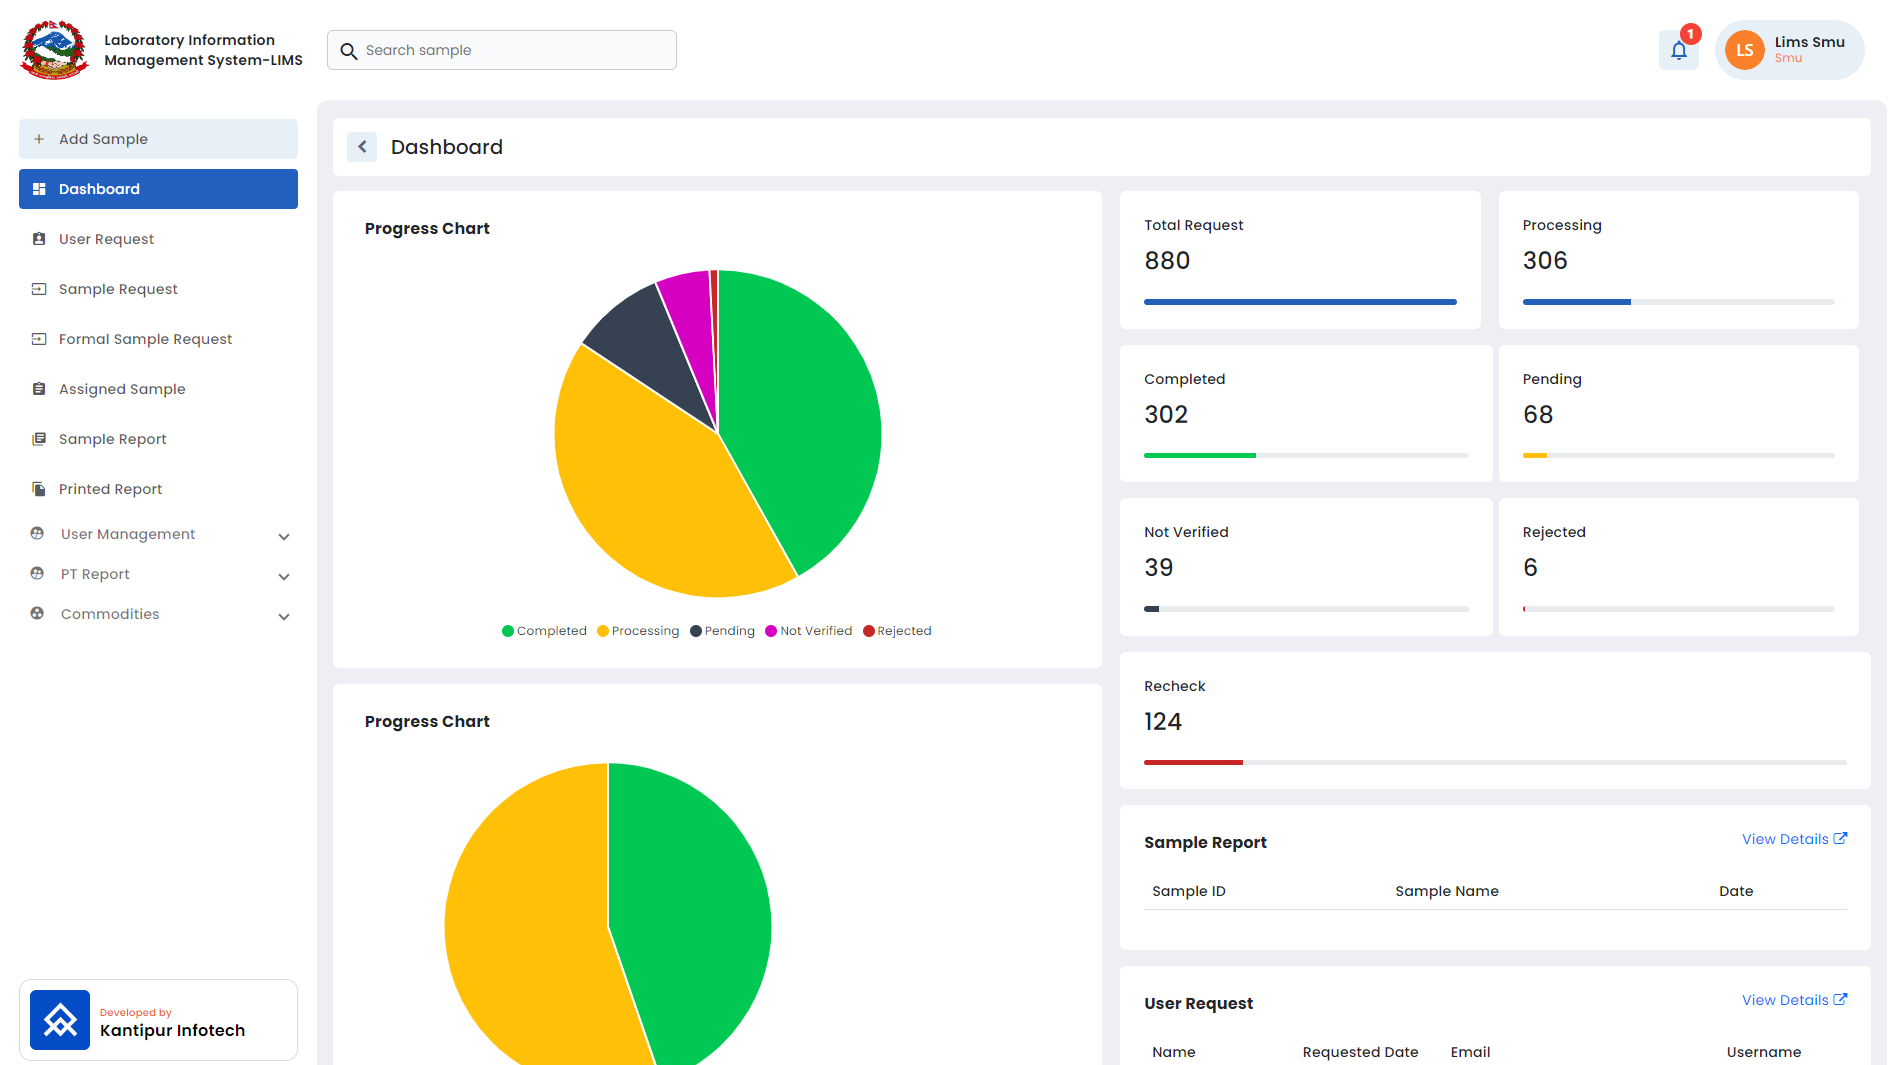 Laboratory Information
Management System-LIMS
Search sample
1
LS
Lims Smu
Smu
Add Sample
Dashboard
User Request
Sample Request
Formal Sample Request
Assigned Sample
Sample Report
Printed Report
User Management
PT Report
Commodities
Developed by
Kantipur Infotech
Dashboard
Progress Chart
Completed Processing Pending Not Verified Rejected
Progress Chart
Total Request
880
Processing
306
Completed
302
Pending
68
Not Verified
39
Rejected
6
Recheck
124
Sample Report
View Details
Sample ID Sample Name Date
User Request
View Details
Name Requested Date Email Username